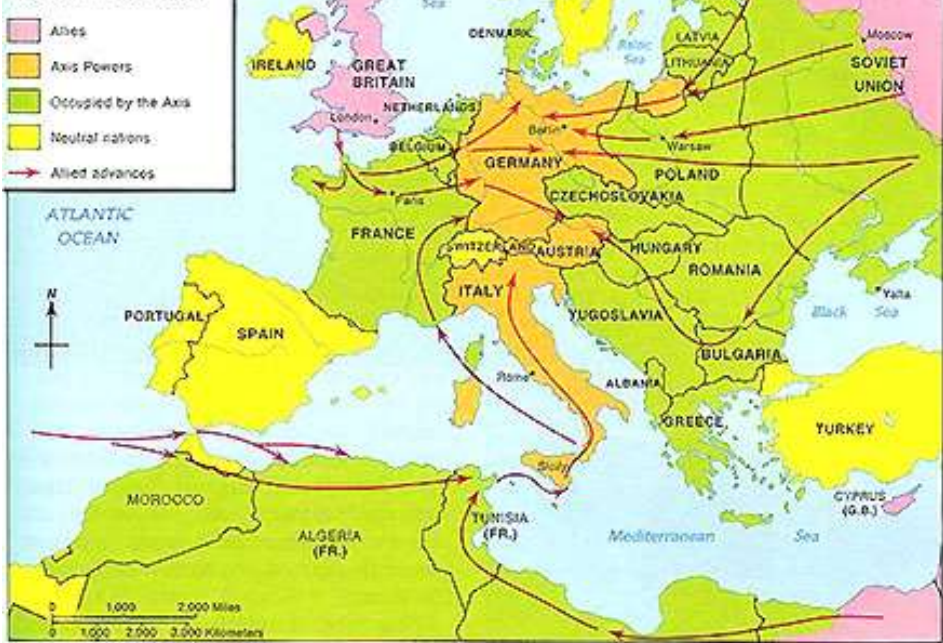 Sea
Allies
Axis Powers
Occupied by the Axis
Neutral nations
Allied advances
IRELAND
GREAT
BRITAIN
London
DENMARK
NETHERLANDS
BELGIUM
Paris
FRANCE
ATLANTIC
OCEAN
Baltic
Sea
LATVIA
LITHUANIA
Moscow
SOVIET
UNION
Berlin
GERMANY
Warsaw
POLAND
CZECHOSLOVAKIA
SWITZERLAND
AUSTRIA
HUNGARY
ROMANIA
ITALY
YUGOSLAVIA
Yalta
Black Sea
BULGARIA
ALBANIA
GREECE
TURKEY
N
PORTUGAL
SPAIN
Rome
Sicily
MOROCCO
ALGERIA
(FR.)
TUNISIA
(FR.)
CYPRUS
(G.B.)
Mediterranean Sea
0 1,000 2,000 Miles
0 1,000 2,000 3,000 Kilometers